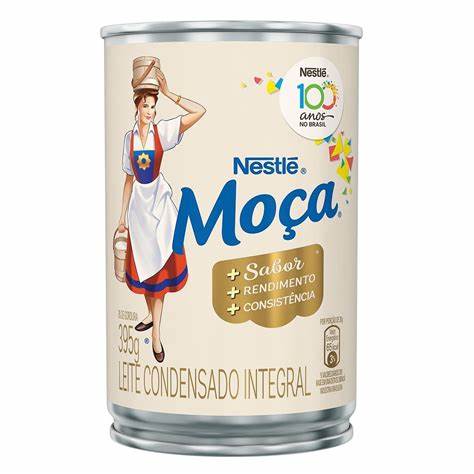 Nestlé®
100
anos
NO BRASIL
Nestlé®
Moça®
+ Sabor
+ RENDIMENTO
+ CONSISTÊNCIA
395g ®
LEITE CONDENSADO INTEGRAL